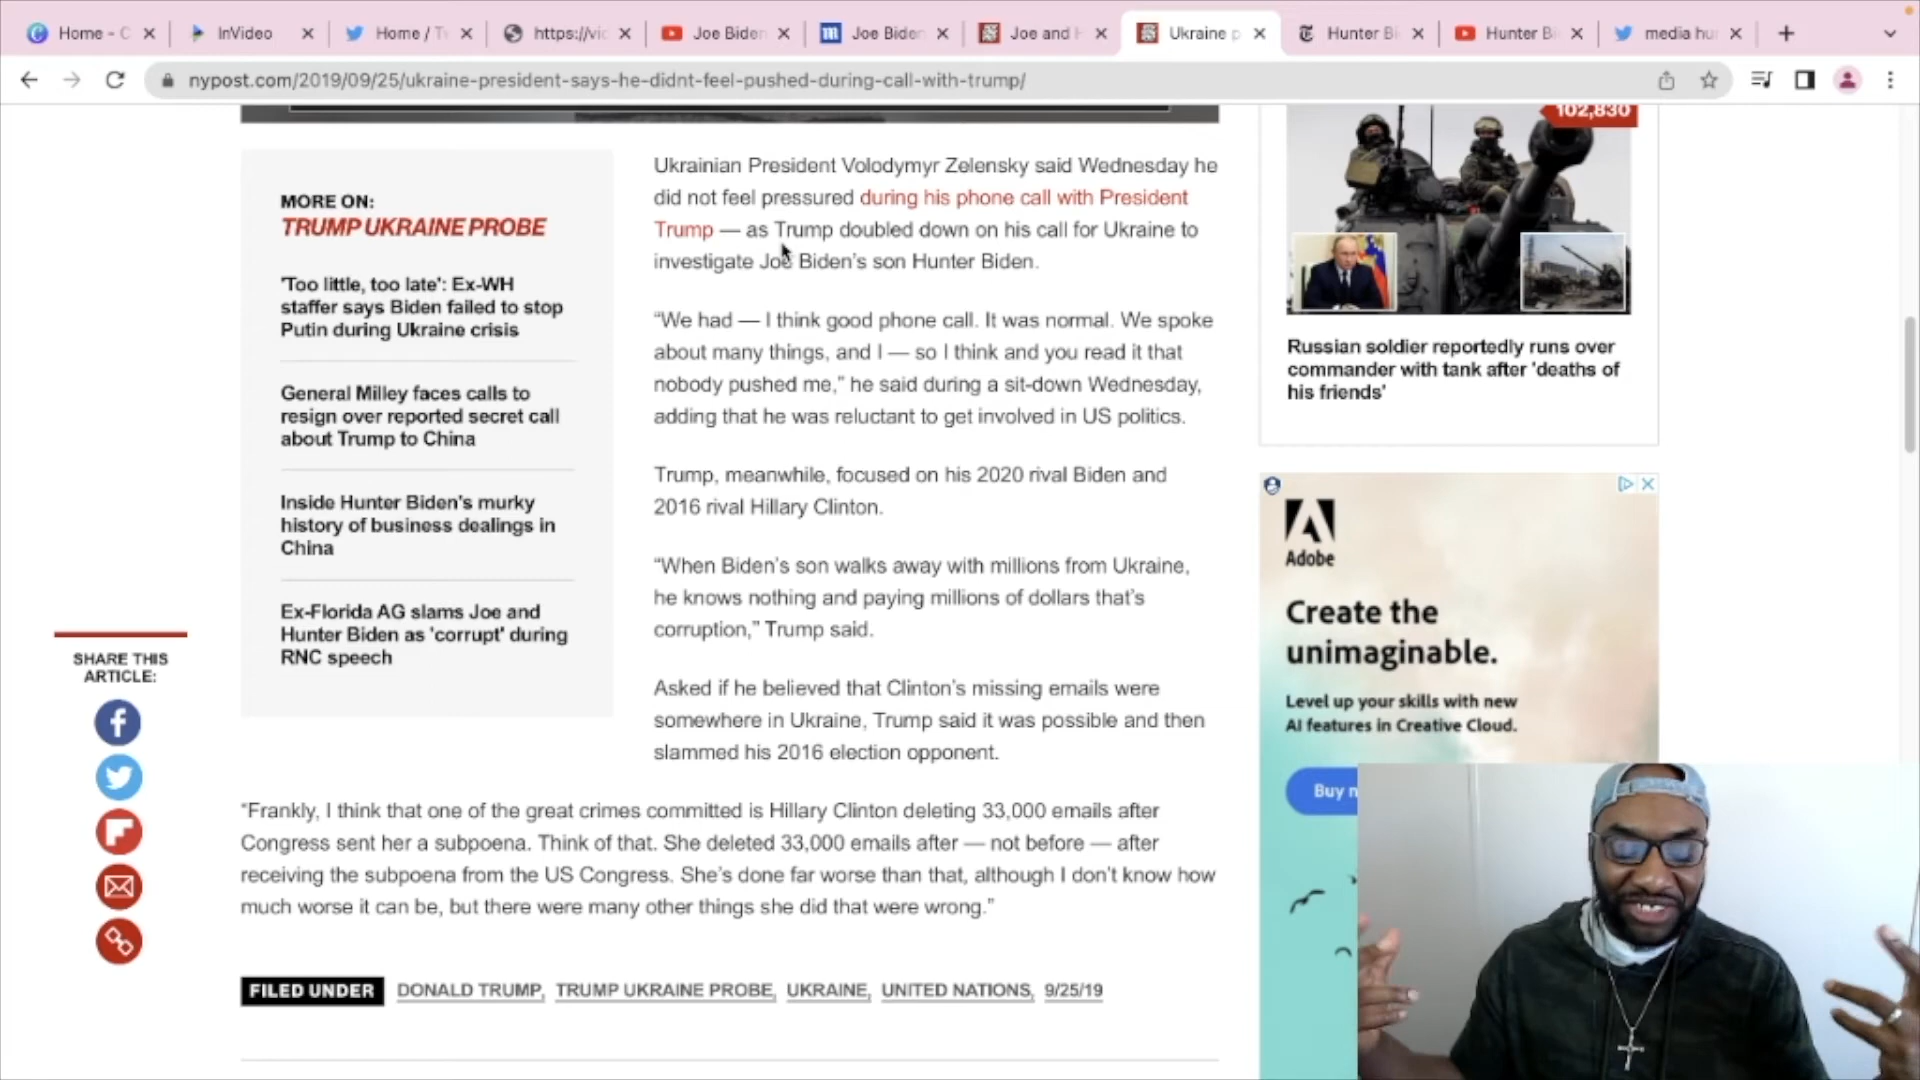 Home - C
InVideo
Home / Tw
https://vic
Joe Biden
Joe Biden
Joe and H
Ukraine p
Hunter Bi
Hunter Bi
media hu
nypost.com/2019/09/25/ukraine-president-says-he-didnt-feel-pushed-during-call-with-trump/
MORE ON:
TRUMP UKRAINE PROBE
'Too little, too late': Ex-WH
staffer says Biden failed to stop
Putin during Ukraine crisis
General Milley faces calls to
resign over reported secret call
about Trump to China
Inside Hunter Biden's murky
history of business dealings in
China
Ex-Florida AG slams Joe and
Hunter Biden as 'corrupt' during
RNC speech
SHARE THIS
ARTICLE:
Ukrainian President Volodymyr Zelensky said Wednesday he
did not feel pressured during his phone call with President
Trump — as Trump doubled down on his call for Ukraine to
investigate Joe Biden’s son Hunter Biden.
“We had — I think good phone call. It was normal. We spoke
about many things, and I — so I think and you read it that
nobody pushed me,” he said during a sit-down Wednesday,
adding that he was reluctant to get involved in US politics.
Trump, meanwhile, focused on his 2020 rival Biden and
2016 rival Hillary Clinton.
“When Biden’s son walks away with millions from Ukraine,
he knows nothing and paying millions of dollars that’s
corruption,” Trump said.
Asked if he believed that Clinton’s missing emails were
somewhere in Ukraine, Trump said it was possible and then
slammed his 2016 election opponent.
“Frankly, I think that one of the great crimes committed is Hillary Clinton deleting 33,000 emails after
Congress sent her a subpoena. Think of that. She deleted 33,000 emails after — not before — after
receiving the subpoena from the US Congress. She’s done far worse than that, although I don’t know how
much worse it can be, but there were many other things she did that were wrong.”
FILED UNDER DONALD TRUMP, TRUMP UKRAINE PROBE, UKRAINE, UNITED NATIONS, 9/25/19
102,830
Russian soldier reportedly runs over
commander with tank after 'deaths of
his friends'
Adobe
Create the
unimaginable.
Level up your skills with new
AI features in Creative Cloud.
Buy n